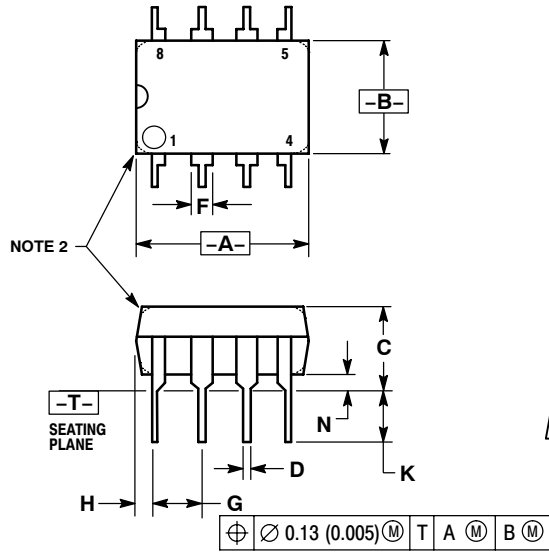 8 5
–B–
1 4
F
–A–
NOTE 2
C
–T–
SEATING
PLANE
N
D
K
H G
⌖ ∅ 0.13 (0.005) Ⓜ T A Ⓜ B Ⓜ